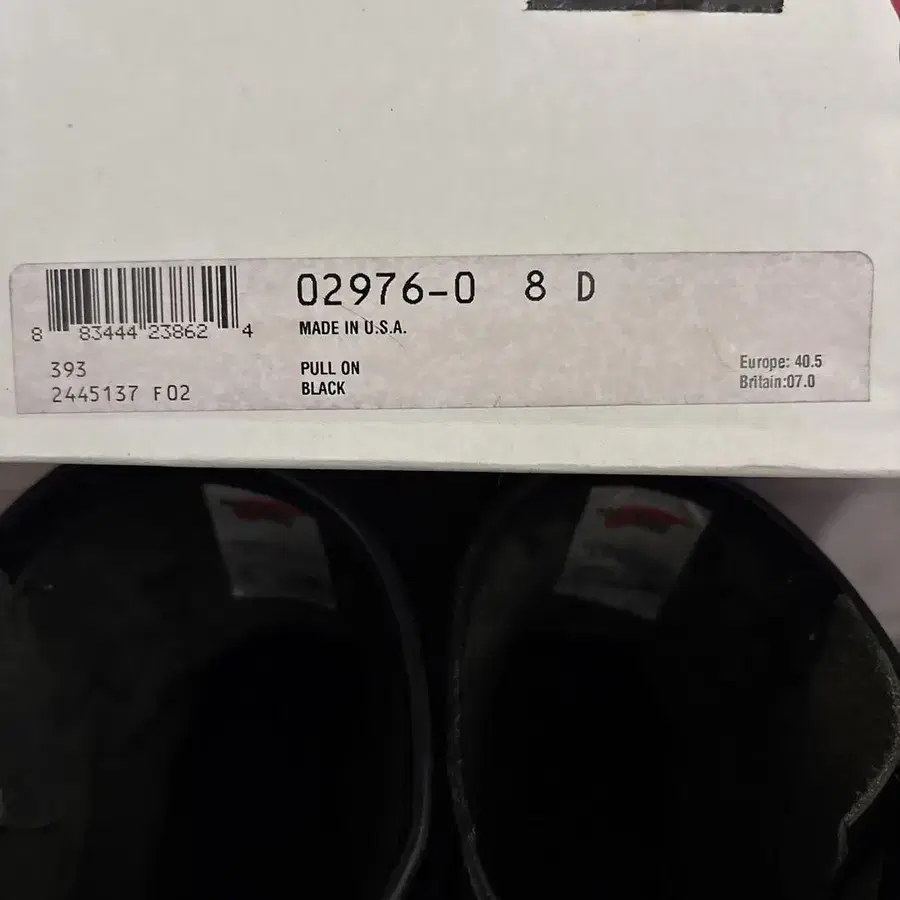 02976-0 8 D
8 83444 23862 4
MADE IN U.S.A.
393
PULL ON
Europe: 40.5
2445137 F02
BLACK
Britain:07.0